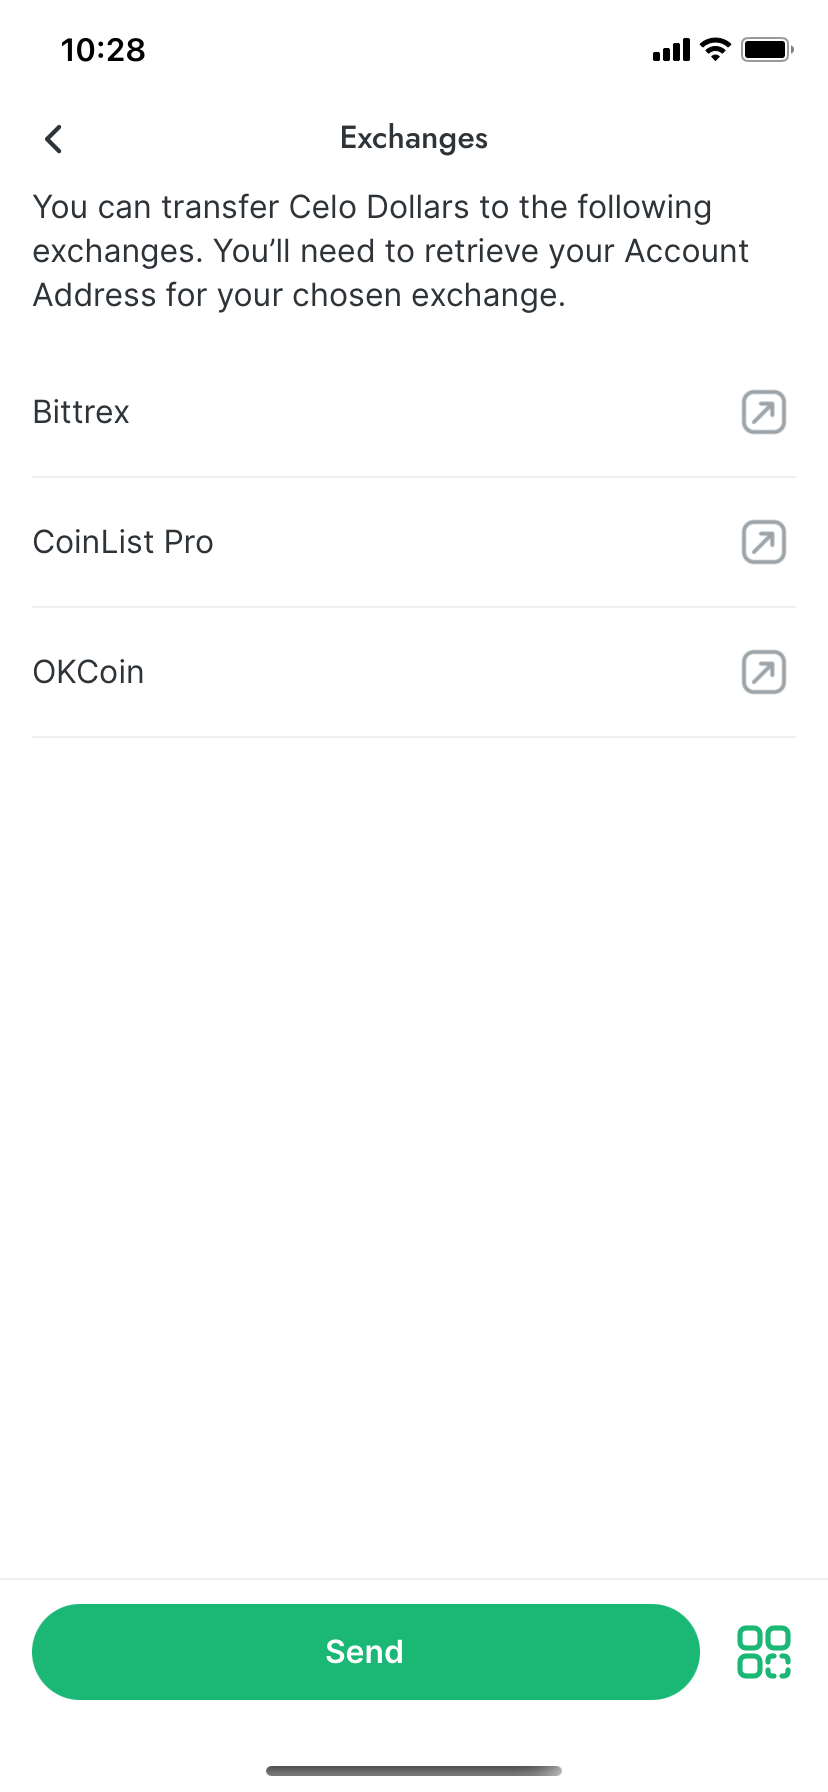 10:28
Exchanges
You can transfer Celo Dollars to the following
exchanges. You’ll need to retrieve your Account
Address for your chosen exchange.
Bittrex
CoinList Pro
OKCoin
Send